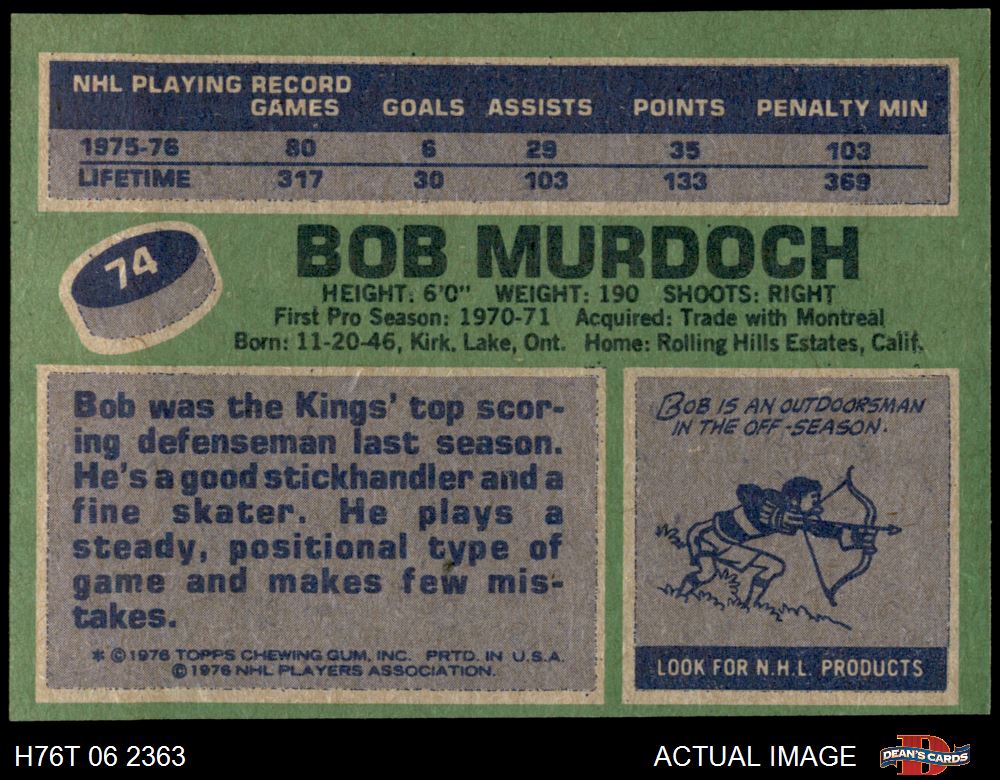 NHL PLAYING RECORD
GAMES GOALS ASSISTS POINTS PENALTY MIN
1975-76 80 6 29 35 103
LIFETIME 317 30 103 133 369
74
BOB MURDOCH
HEIGHT: 6'0" WEIGHT: 190 SHOOTS: RIGHT
First Pro Season: 1970-71 Acquired: Trade with Montreal
Born: 11-20-46, Kirk. Lake, Ont. Home: Rolling Hills Estates, Calif.
Bob was the Kings' top scor-
ing defenseman last season.
He's a good stickhandler and a
fine skater. He plays a
steady, positional type of
game and makes few mis-
takes.
* © 1976 TOPPS CHEWING GUM, INC. PRTD. IN U.S.A.
© 1976 NHL PLAYERS ASSOCIATION.
BOB IS AN OUTDOORSMAN
IN THE OFF-SEASON.
LOOK FOR N.H.L. PRODUCTS
H76T 06 2363
ACTUAL IMAGE
DEAN'S CARDS